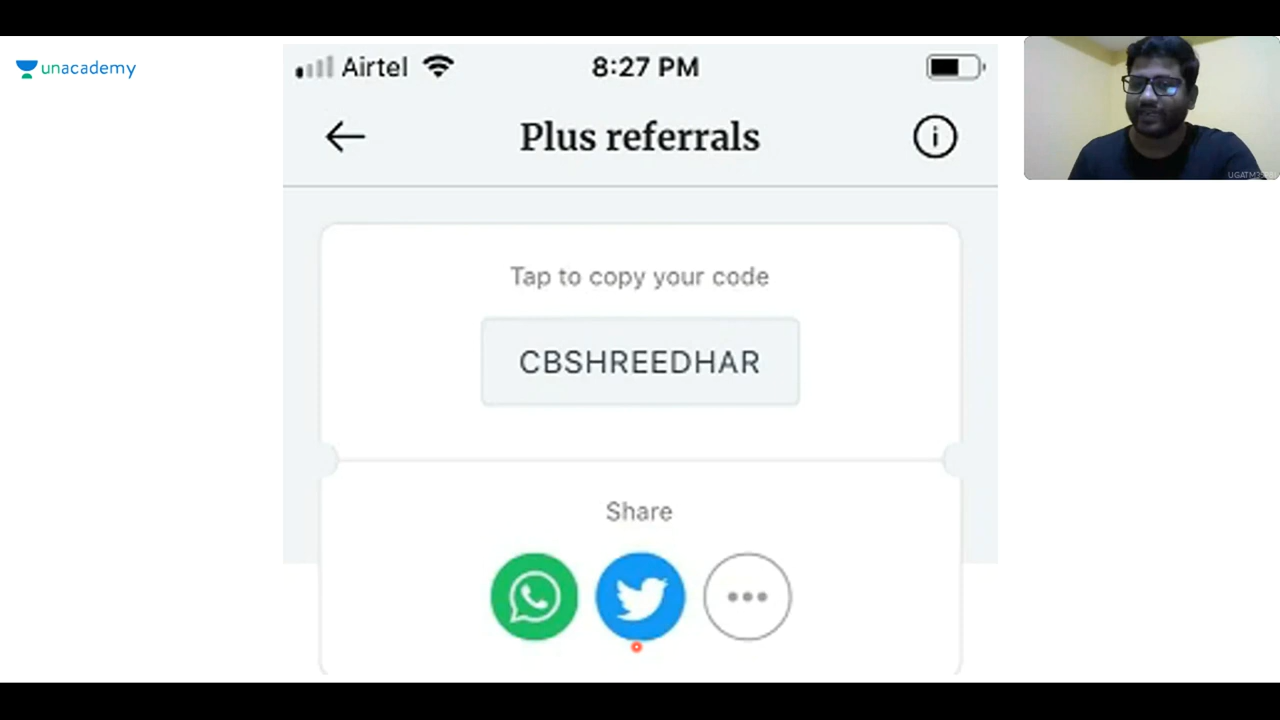 unacademy
Airtel 8:27 PM
Plus referrals
Tap to copy your code
CBSHREEDHAR
Share